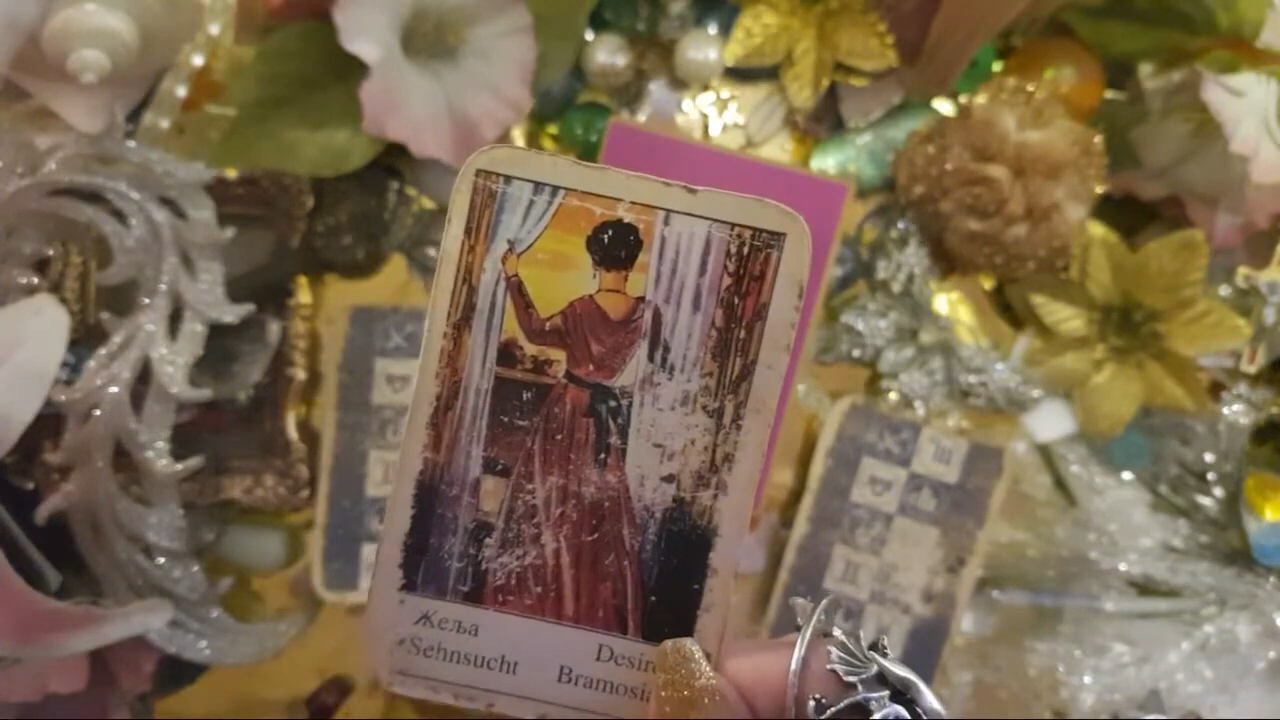 Жеља
Sehnsucht Desir
Bramosia